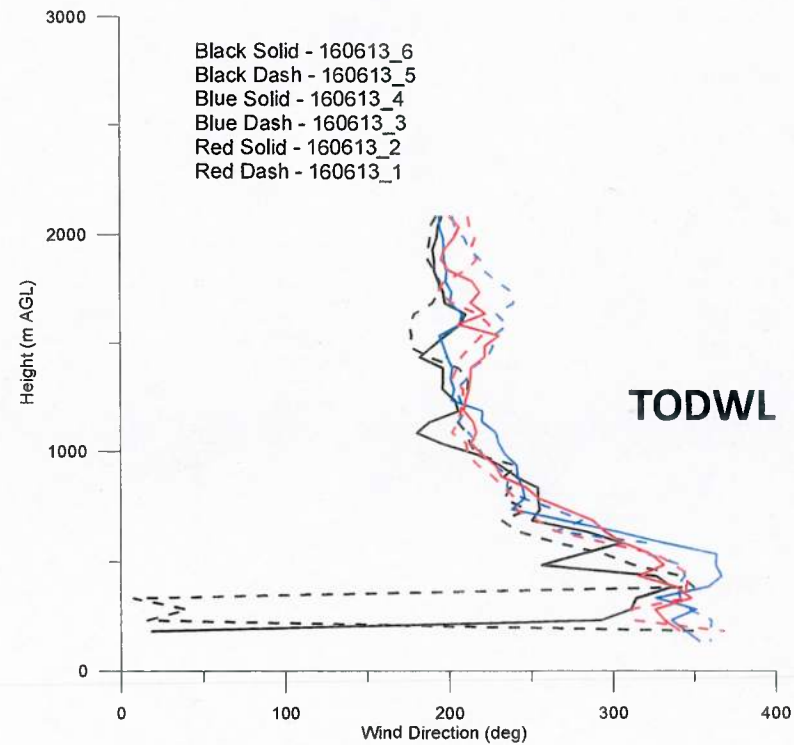 3000
Black Solid - 160613_6
Black Dash - 160613_5
Blue Solid - 160613_4
Blue Dash - 160613_3
Red Solid - 160613_2
Red Dash - 160613_1
2000
Height (m AGL)
TODWL
1000
0
0 100 200 300 400
Wind Direction (deg)